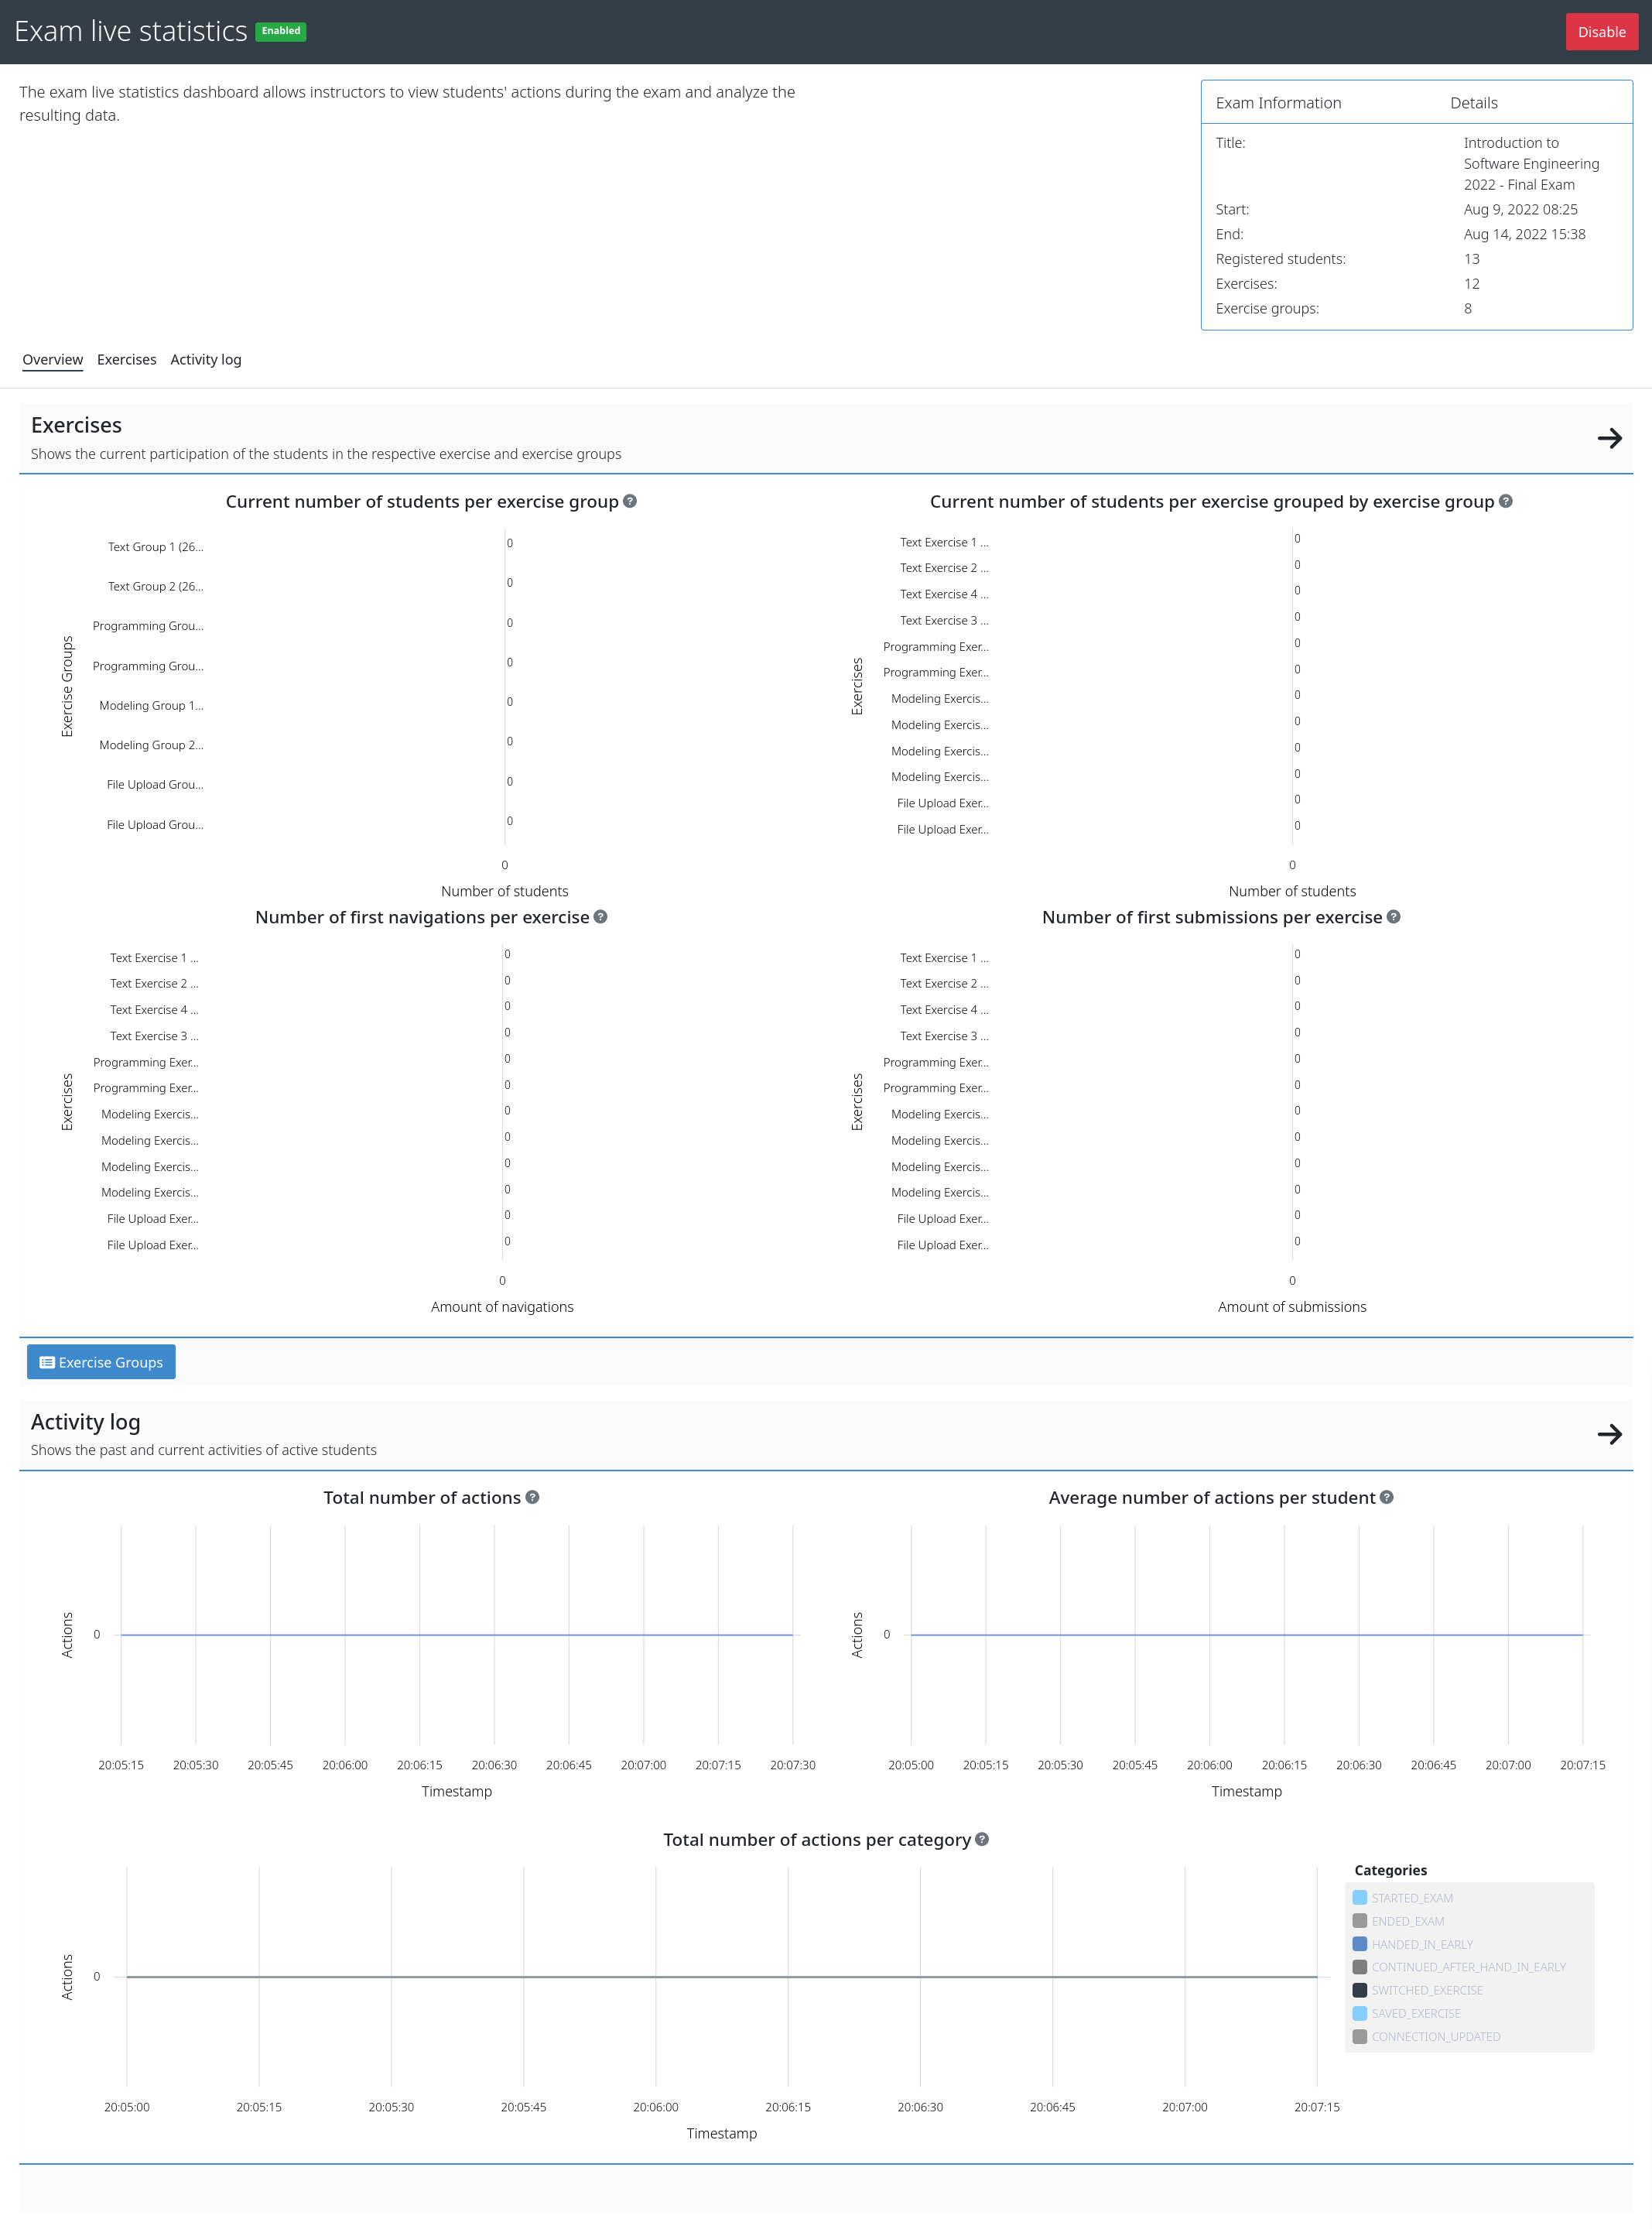 Exam live statistics Enabled Disable
The exam live statistics dashboard allows instructors to view students' actions during the exam and analyze the
resulting data.
Exam Information Details
Title: Introduction to
Software Engineering
2022 - Final Exam
Start: Aug 9, 2022 08:25
End: Aug 14, 2022 15:38
Registered students: 13
Exercises: 12
Exercise groups: 8
Overview Exercises Activity log
Exercises
Shows the current participation of the students in the respective exercise and exercise groups
Current number of students per exercise group ?
Exercise Groups
Text Group 1 (26... 0
Text Group 2 (26... 0
Programming Grou... 0
Programming Grou... 0
Modeling Group 1... 0
Modeling Group 2... 0
File Upload Grou... 0
File Upload Grou... 0
0
Number of students
Current number of students per exercise grouped by exercise group ?
Exercises
Text Exercise 1 ... 0
Text Exercise 2 ... 0
Text Exercise 4 ... 0
Text Exercise 3 ... 0
Programming Exer... 0
Programming Exer... 0
Modeling Exercis... 0
Modeling Exercis... 0
Modeling Exercis... 0
Modeling Exercis... 0
File Upload Exer... 0
File Upload Exer... 0
0
Number of students
Number of first navigations per exercise ?
Exercises
Text Exercise 1 ... 0
Text Exercise 2 ... 0
Text Exercise 4 ... 0
Text Exercise 3 ... 0
Programming Exer... 0
Programming Exer... 0
Modeling Exercis... 0
Modeling Exercis... 0
Modeling Exercis... 0
Modeling Exercis... 0
File Upload Exer... 0
File Upload Exer... 0
0
Amount of navigations
Number of first submissions per exercise ?
Exercises
Text Exercise 1 ... 0
Text Exercise 2 ... 0
Text Exercise 4 ... 0
Text Exercise 3 ... 0
Programming Exer... 0
Programming Exer... 0
Modeling Exercis... 0
Modeling Exercis... 0
Modeling Exercis... 0
Modeling Exercis... 0
File Upload Exer... 0
File Upload Exer... 0
0
Amount of submissions
Exercise Groups
Activity log
Shows the past and current activities of active students
Total number of actions ?
Actions
0
20:05:15 20:05:30 20:05:45 20:06:00 20:06:15 20:06:30 20:06:45 20:07:00 20:07:15 20:07:30
Timestamp
Average number of actions per student ?
Actions
0
20:05:00 20:05:15 20:05:30 20:05:45 20:06:00 20:06:15 20:06:30 20:06:45 20:07:00 20:07:15
Timestamp
Total number of actions per category ?
Actions
0
20:05:00 20:05:15 20:05:30 20:05:45 20:06:00 20:06:15 20:06:30 20:06:45 20:07:00 20:07:15
Timestamp
Categories
STARTED_EXAM
ENDED_EXAM
HANDED_IN_EARLY
CONTINUED_AFTER_HAND_IN_EARLY
SWITCHED_EXERCISE
SAVED_EXERCISE
CONNECTION_UPDATED